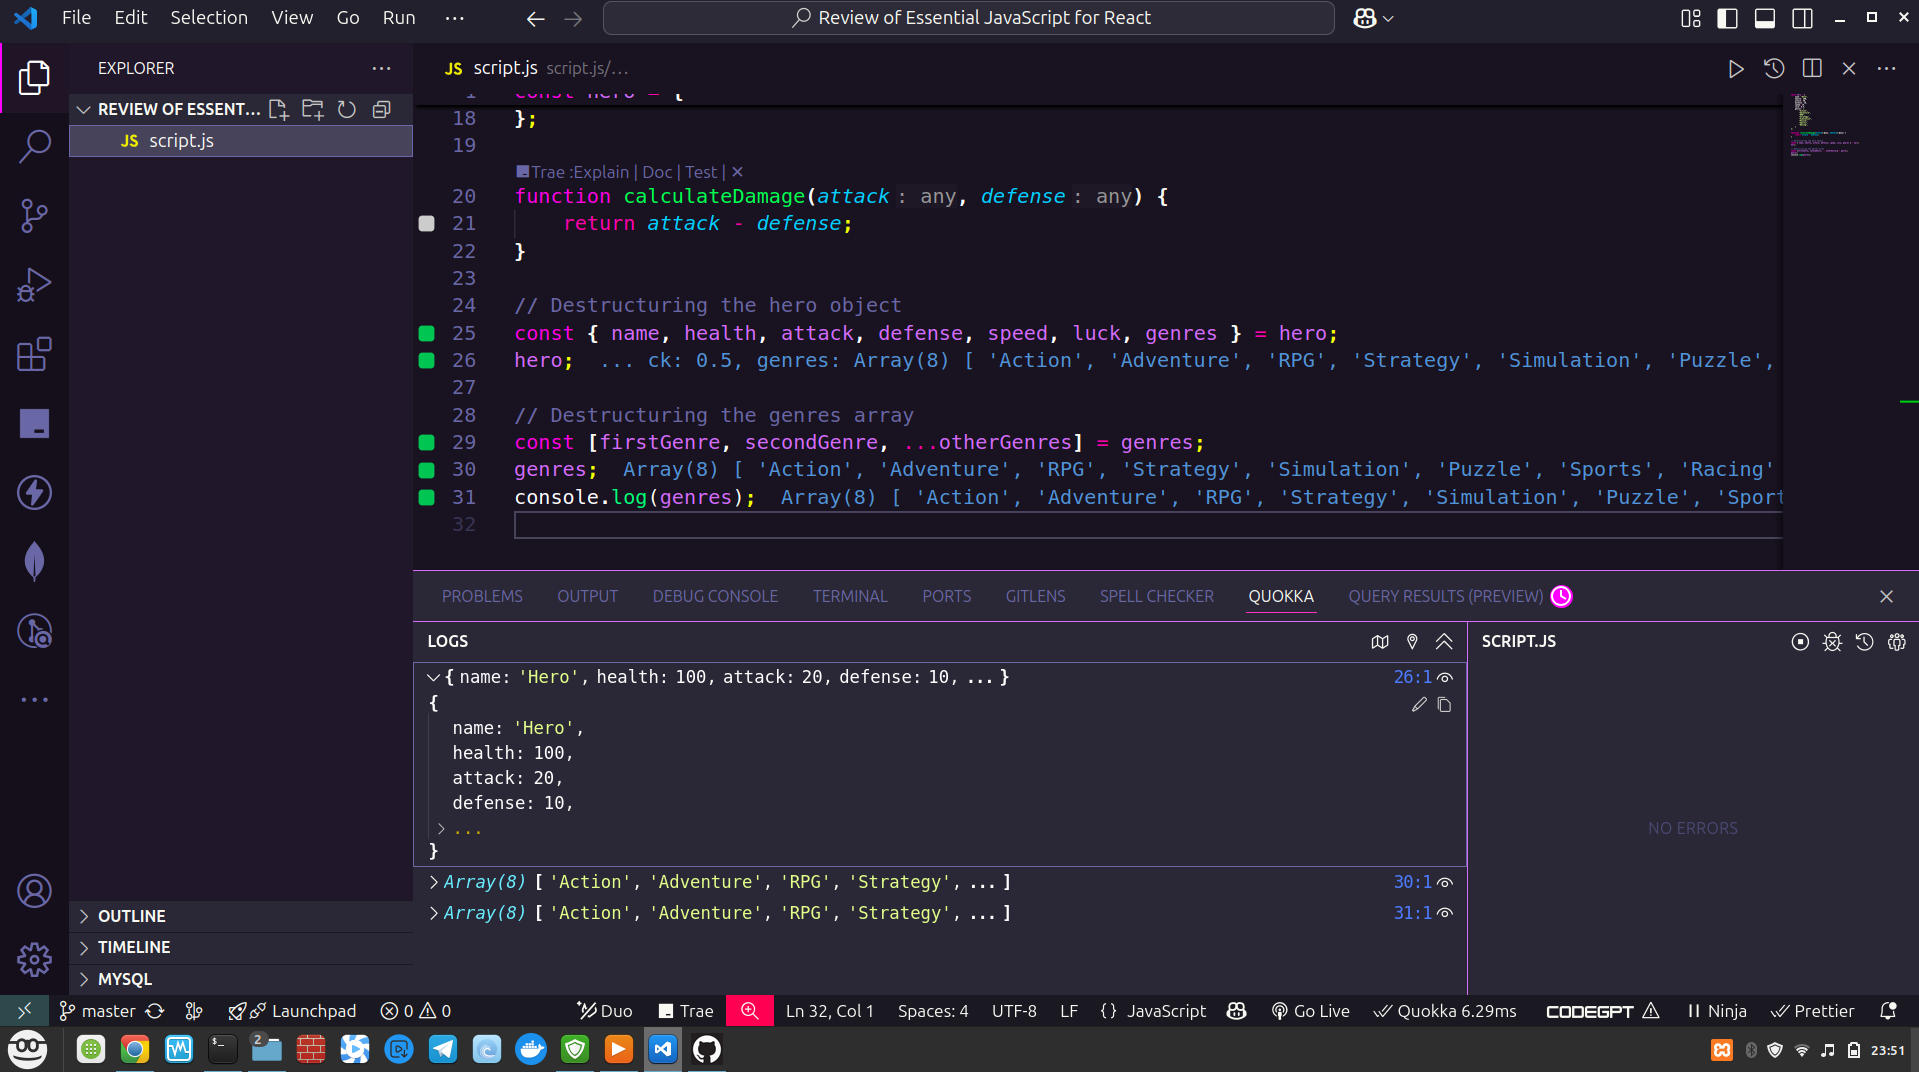 File Edit Selection View Go Run ... Review of Essential JavaScript for React
EXPLORER
REVIEW OF ESSENT...
JS script.js
OUTLINE
TIMELINE
MYSQL
JS script.js script.js/...
1 const hero = {
18 };
19
Trae :Explain | Doc | Test | ✕
20 function calculateDamage(attack: any, defense: any) {
21 return attack - defense;
22 }
23
24 // Destructuring the hero object
25 const { name, health, attack, defense, speed, luck, genres } = hero;
26 hero; ... ck: 0.5, genres: Array(8) [ 'Action', 'Adventure', 'RPG', 'Strategy', 'Simulation', 'Puzzle',
27
28 // Destructuring the genres array
29 const [firstGenre, secondGenre, ...otherGenres] = genres;
30 genres; Array(8) [ 'Action', 'Adventure', 'RPG', 'Strategy', 'Simulation', 'Puzzle', 'Sports', 'Racing'
31 console.log(genres); Array(8) [ 'Action', 'Adventure', 'RPG', 'Strategy', 'Simulation', 'Puzzle', 'Sport
32
PROBLEMS OUTPUT DEBUG CONSOLE TERMINAL PORTS GITLENS SPELL CHECKER QUOKKA QUERY RESULTS (PREVIEW)
LOGS
{ name: 'Hero', health: 100, attack: 20, defense: 10, ... } 26:1
{
name: 'Hero',
health: 100,
attack: 20,
defense: 10,
...
}
Array(8) [ 'Action', 'Adventure', 'RPG', 'Strategy', ... ] 30:1
Array(8) [ 'Action', 'Adventure', 'RPG', 'Strategy', ... ] 31:1
SCRIPT.JS
NO ERRORS
master Launchpad 0 0 Duo Trae Ln 32, Col 1 Spaces: 4 UTF-8 LF {} JavaScript Go Live Quokka 6.29ms CODEGPT Ninja Prettier
2
23:51